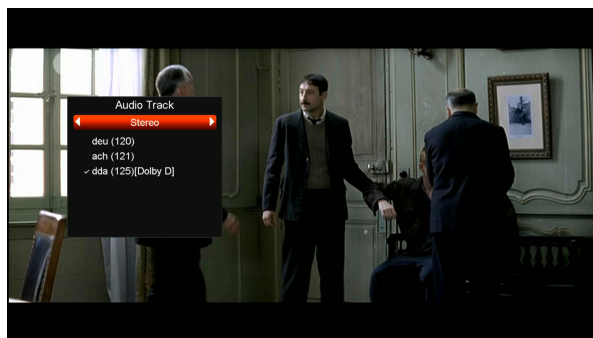 Audio Track
Stereo
deu (120)
ach (121)
dda (125)[Dolby D]